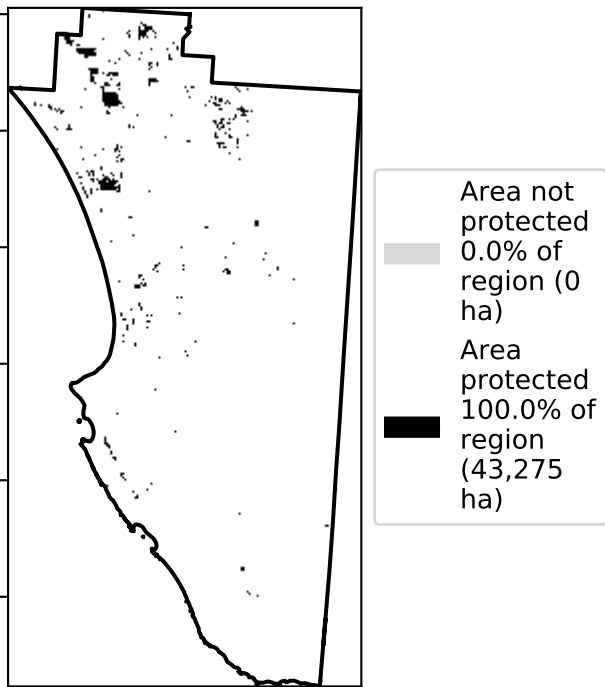 Area not
protected
0.0% of
region (0
ha)
Area
protected
100.0% of
region
(43,275
ha)